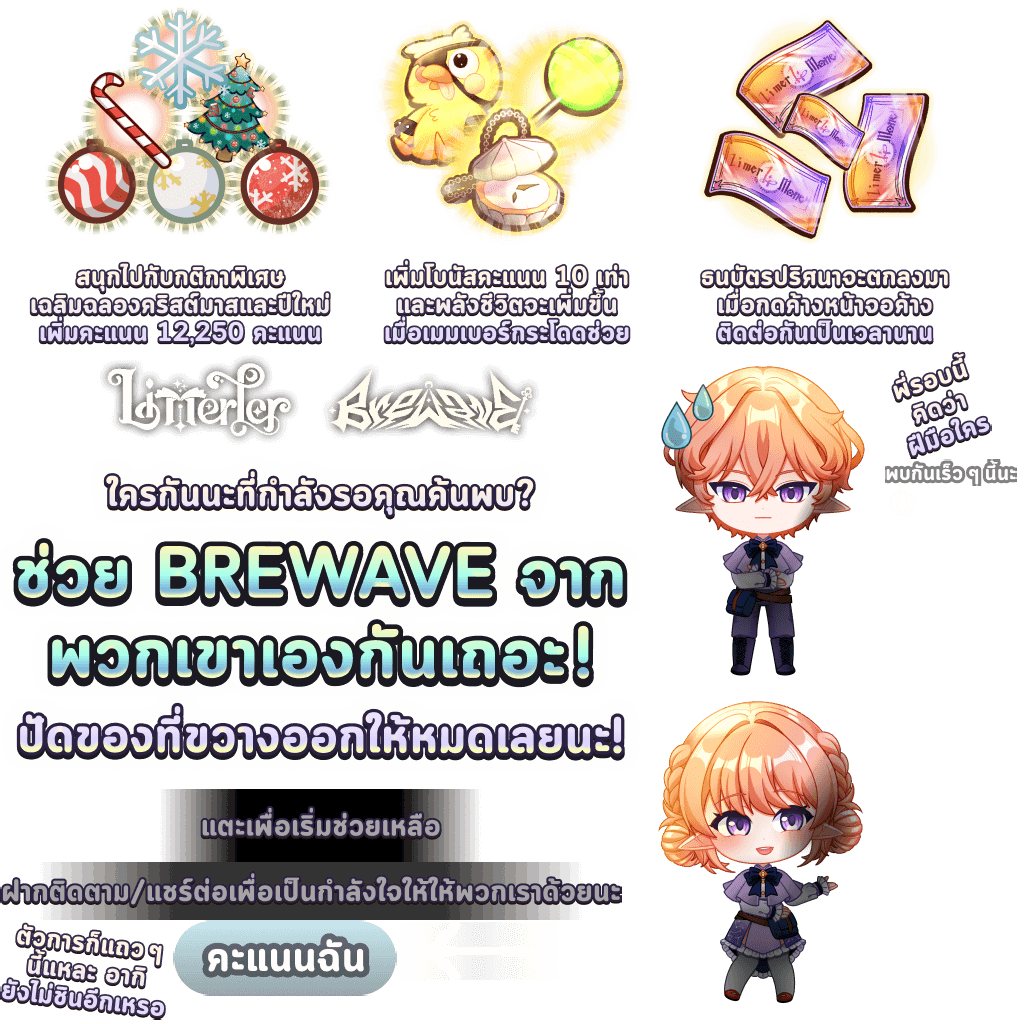 สนุกไปกับกติกาพิเศษ
เฉลิมฉลองคริสต์มาสและปีใหม่
เพิ่มคะแนน 12,250 คะแนน
เพิ่มโบนัสคะแนน 10 เท่า
และพลังชีวิตจะเพิ่มขึ้น
เมื่อเมมเบอร์กระโดดช่วย
ธนบัตรปริศนาจะตกลงมา
เมื่อกดค้างหน้าจอค้าง
ติดต่อกันเป็นเวลานาน
BREWAVE
พี่รอบนี้
คิดว่า
ฝีมือใคร
พบกันเร็ว ๆ นี้นะ
ใครกันนะที่กำลังรอคุณค้นพบ?
ช่วย BREWAVE จาก
พวกเขาเองกันเถอะ!
ปัดของที่ขวางออกให้หมดเลยนะ!
แตะเพื่อเริ่มช่วยเหลือ
ฝากติดตาม/แชร์ต่อเพื่อเป็นกำลังใจให้ให้พวกเราด้วยนะ
ตัวการก็แถว ๆ
นี้แหละ อากิ
ยังไม่ชินอีกเหรอ
คะแนนฉัน